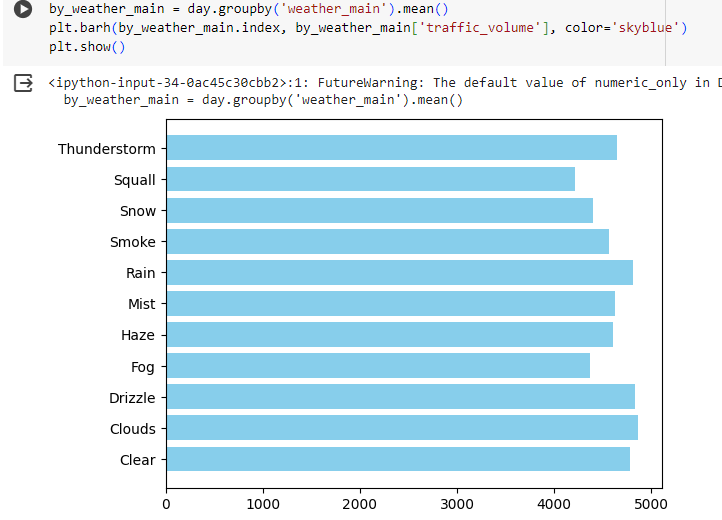 by_weather_main = day.groupby('weather_main').mean()
plt.barh(by_weather_main.index, by_weather_main['traffic_volume'], color='skyblue')
plt.show()
<ipython-input-34-0ac45c30cbb2>:1: FutureWarning: The default value of numeric_only in D
by_weather_main = day.groupby('weather_main').mean()
Thunderstorm
Squall
Snow
Smoke
Rain
Mist
Haze
Fog
Drizzle
Clouds
Clear
0 1000 2000 3000 4000 5000